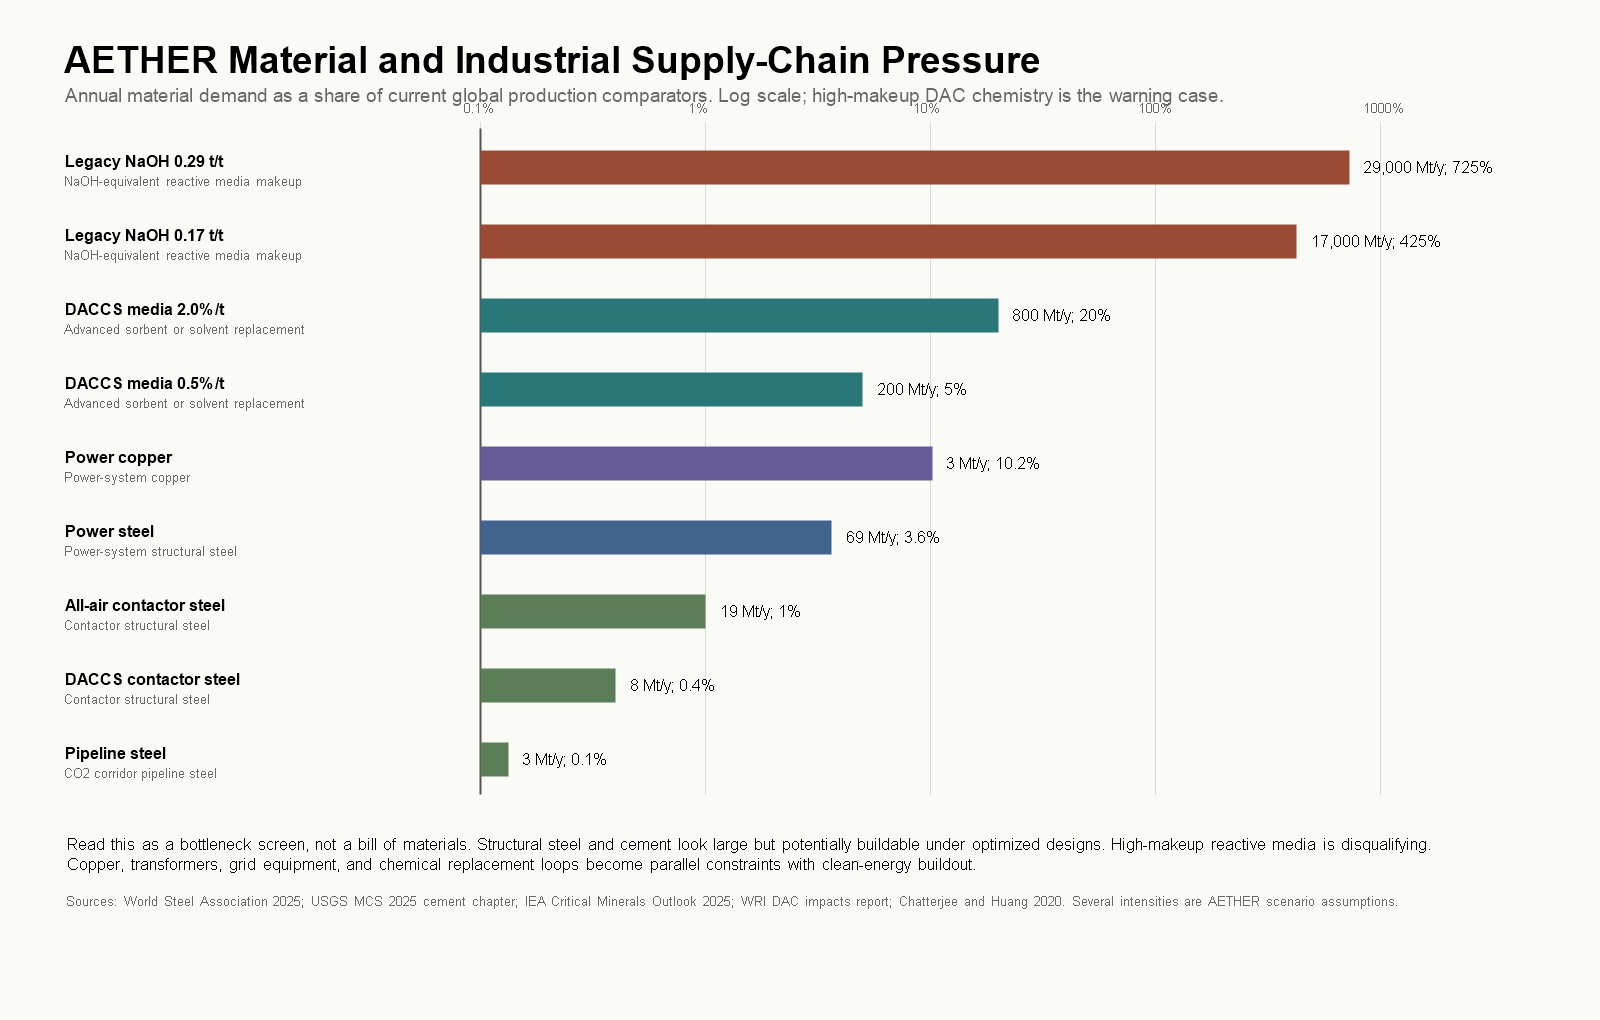 AETHER Material and Industrial Supply-Chain Pressure
Annual material demand as a share of current global production comparators. Log scale; high-makeup DAC chemistry is the warning case.
0.1% 1% 10% 100% 1000%
Legacy NaOH 0.29 t/t
NaOH-equivalent reactive media makeup
29,000 Mt/y; 725%
Legacy NaOH 0.17 t/t
NaOH-equivalent reactive media makeup
17,000 Mt/y; 425%
DACCS media 2.0%/t
Advanced sorbent or solvent replacement
800 Mt/y; 20%
DACCS media 0.5%/t
Advanced sorbent or solvent replacement
200 Mt/y; 5%
Power copper
Power-system copper
3 Mt/y; 10.2%
Power steel
Power-system structural steel
69 Mt/y; 3.6%
All-air contactor steel
Contactor structural steel
19 Mt/y; 1%
DACCS contactor steel
Contactor structural steel
8 Mt/y; 0.4%
Pipeline steel
CO2 corridor pipeline steel
3 Mt/y; 0.1%
Read this as a bottleneck screen, not a bill of materials. Structural steel and cement look large but potentially buildable under optimized designs. High-makeup reactive media is disqualifying.
Copper, transformers, grid equipment, and chemical replacement loops become parallel constraints with clean-energy buildout.
Sources: World Steel Association 2025; USGS MCS 2025 cement chapter; IEA Critical Minerals Outlook 2025; WRI DAC impacts report; Chatterjee and Huang 2020. Several intensities are AETHER scenario assumptions.